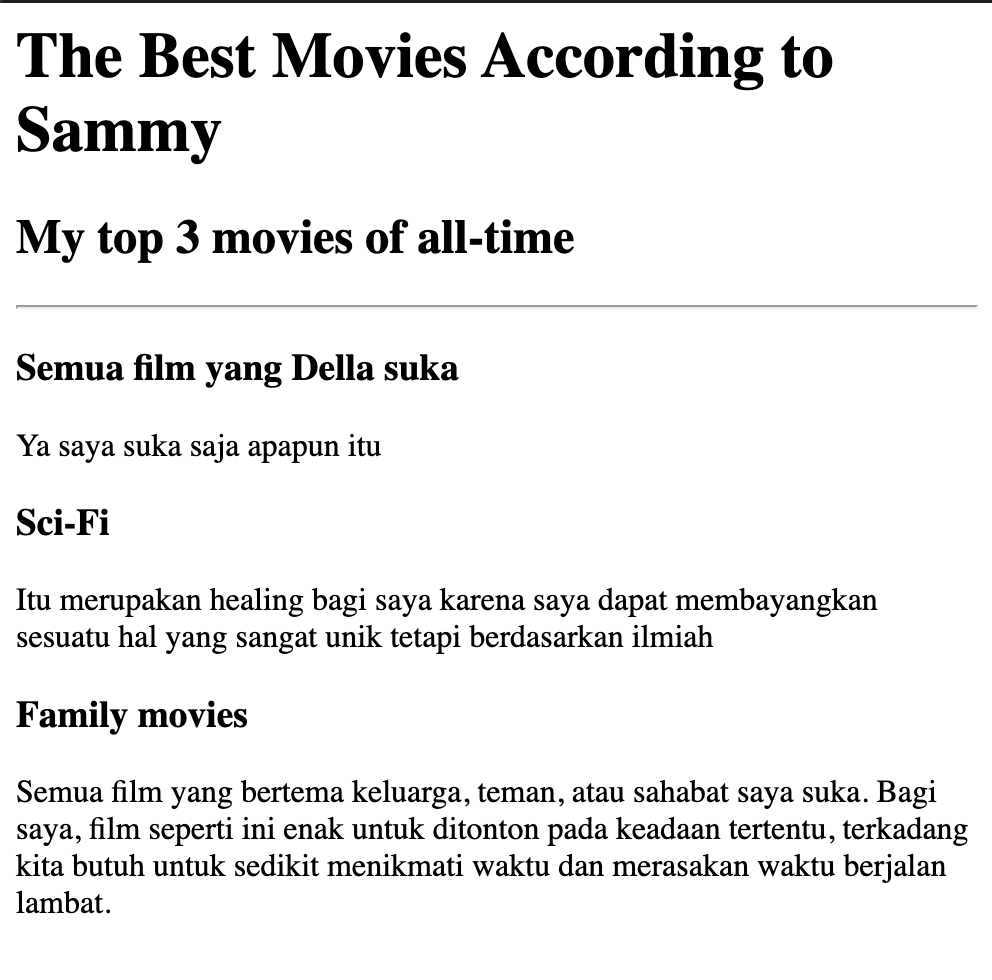 The Best Movies According to
Sammy
My top 3 movies of all-time
Semua film yang Della suka
Ya saya suka saja apapun itu
Sci-Fi
Itu merupakan healing bagi saya karena saya dapat membayangkan
sesuatu hal yang sangat unik tetapi berdasarkan ilmiah
Family movies
Semua film yang bertema keluarga, teman, atau sahabat saya suka. Bagi
saya, film seperti ini enak untuk ditonton pada keadaan tertentu, terkadang
kita butuh untuk sedikit menikmati waktu dan merasakan waktu berjalan
lambat.